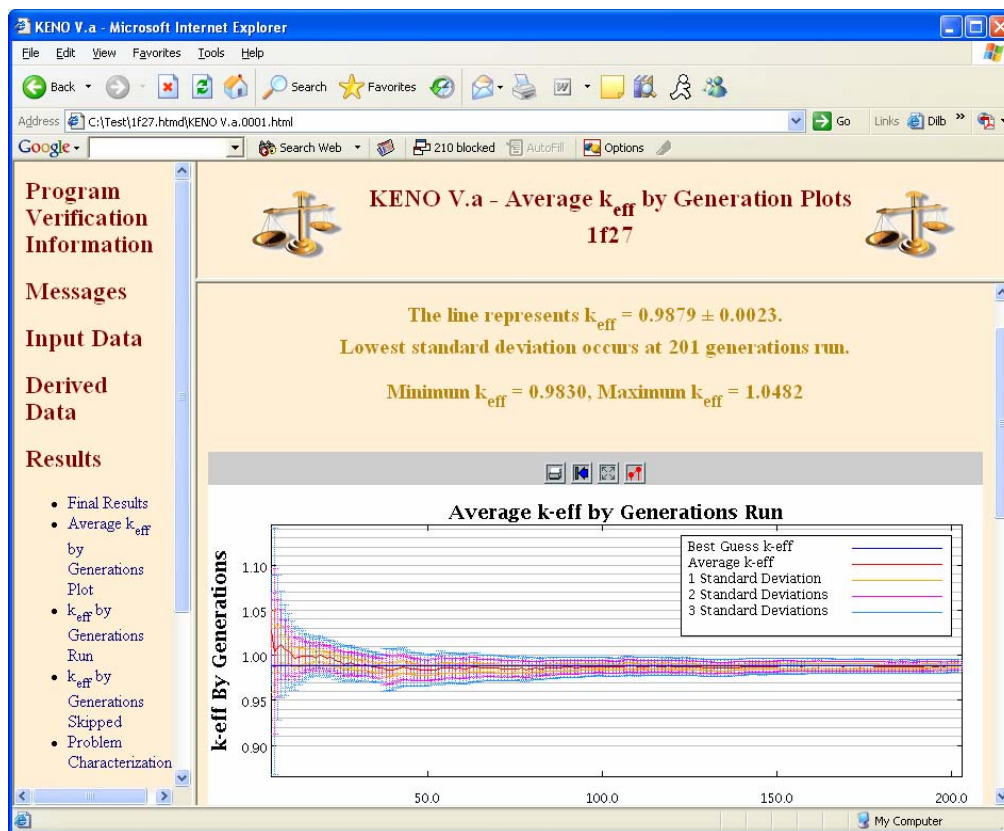 KENO V.a - Microsoft Internet Explorer
File Edit View Favorites Tools Help
Back Search Favorites W
Address C:\Test\1f27.htmd\KENO V.a.0001.html Go Links Dilb »
Google Search Web 210 blocked AutoFill Options
Program
Verification
Information
Messages
Input Data
Derived
Data
Results
• Final Results
• Average keff
by
Generations
Plot
• keff by
Generations
Run
• keff by
Generations
Skipped
• Problem
Characterization
KENO V.a - Average keff by Generation Plots
1f27
The line represents keff = 0.9879 ± 0.0023.
Lowest standard deviation occurs at 201 generations run.
Minimum keff = 0.9830, Maximum keff = 1.0482
Average k-eff by Generations Run
k-eff By Generations
1.10
1.05
1.00
0.95
0.90
Best Guess k-eff
Average k-eff
1 Standard Deviation
2 Standard Deviations
3 Standard Deviations
50.0 100.0 150.0 200.0
My Computer